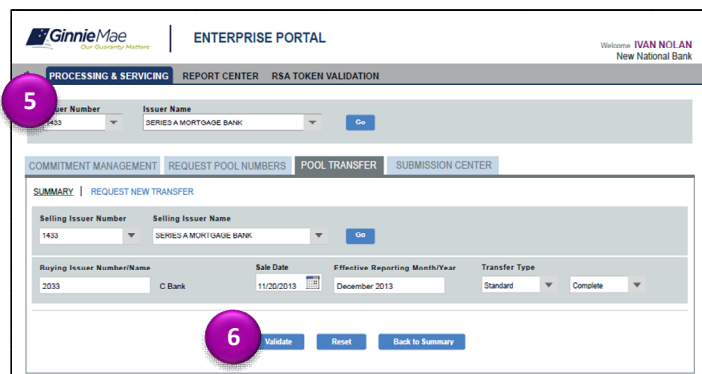 GinnieMae
Our Guaranty Matters
ENTERPRISE PORTAL
Welcome IVAN NOLAN
New National Bank
PROCESSING & SERVICING REPORT CENTER RSA TOKEN VALIDATION
5
uer Number Issuer Name
1433 SERIES A MORTGAGE BANK Go
COMMITMENT MANAGEMENT REQUEST POOL NUMBERS POOL TRANSFER SUBMISSION CENTER
SUMMARY | REQUEST NEW TRANSFER
Selling Issuer Number Selling Issuer Name
1433 SERIES A MORTGAGE BANK Go
Buying Issuer Number/Name Sale Date Effective Reporting Month/Year Transfer Type
2033 C Bank 11/20/2013 December 2013 Standard Complete
6 Validate Reset Back to Summary